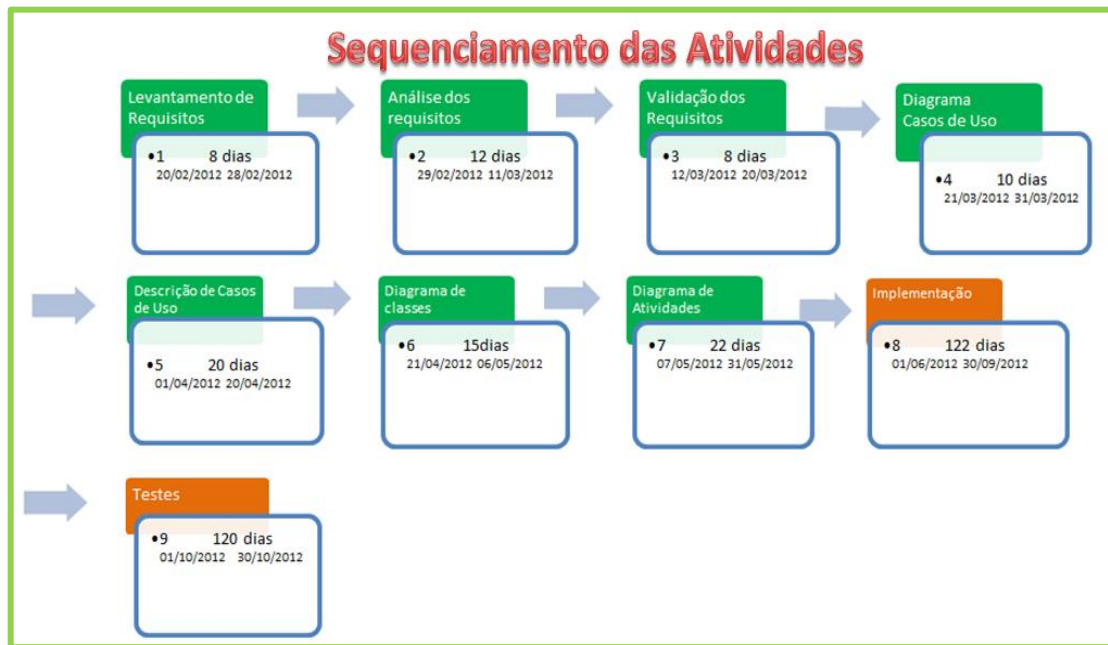 Sequenciamento das Atividades
Levantamento de
Requisitos
•1 8 dias
20/02/2012 28/02/2012
Análise dos
requisitos
•2 12 dias
29/02/2012 11/03/2012
Validação dos
Requisitos
•3 8 dias
12/03/2012 20/03/2012
Diagrama
Casos de Uso
•4 10 dias
21/03/2012 31/03/2012
Descrição de Casos
de Uso
•5 20 dias
01/04/2012 20/04/2012
Diagrama de
classes
•6 15dias
21/04/2012 06/05/2012
Diagrama de
Atividades
•7 22 dias
07/05/2012 31/05/2012
Implementação
•8 122 dias
01/06/2012 30/09/2012
Testes
•9 120 dias
01/10/2012 30/10/2012